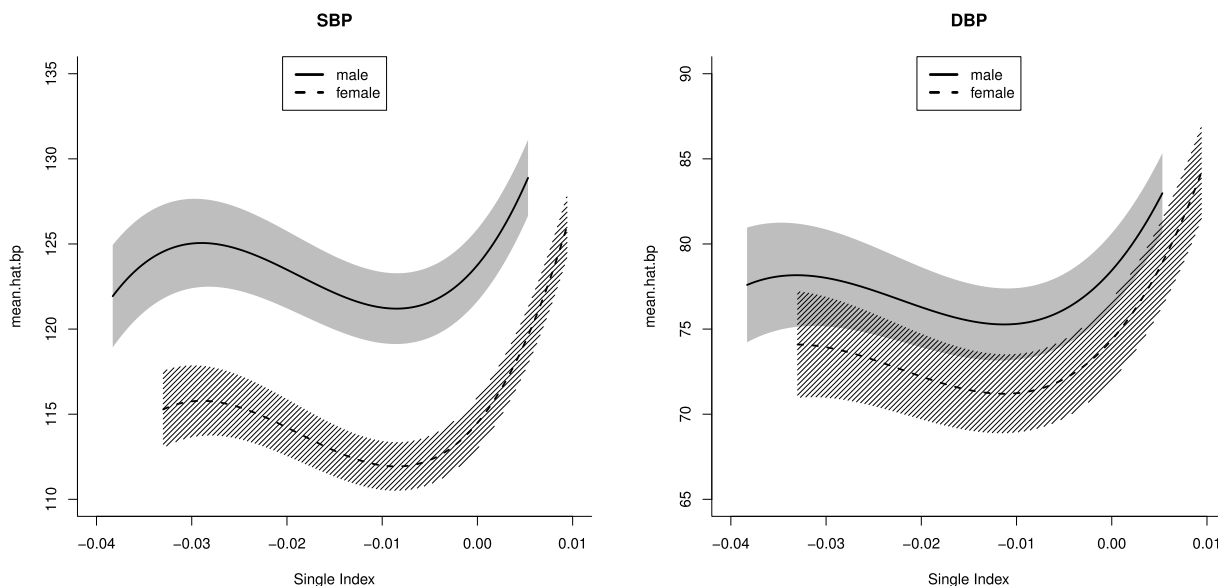 SBP
male
female
mean.hat.bp
135
130
125
120
115
110
−0.04 −0.03 −0.02 −0.01 0.00 0.01
Single Index
DBP
male
female
mean.hat.bp
90
85
80
75
70
65
−0.04 −0.03 −0.02 −0.01 0.00 0.01
Single Index